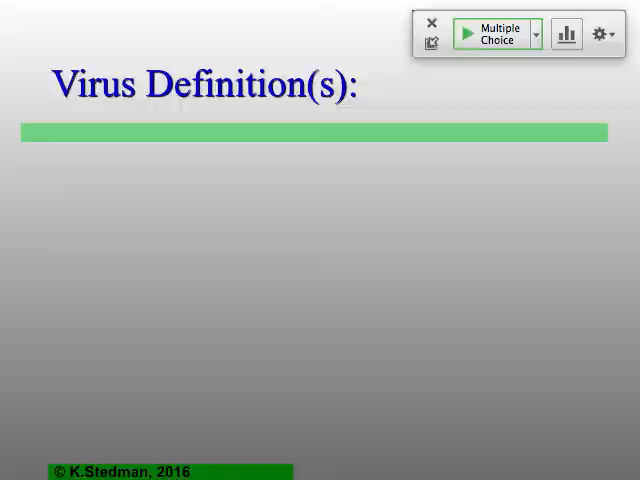 Multiple
Choice
Virus Definition(s):
© K.Stedman, 2016